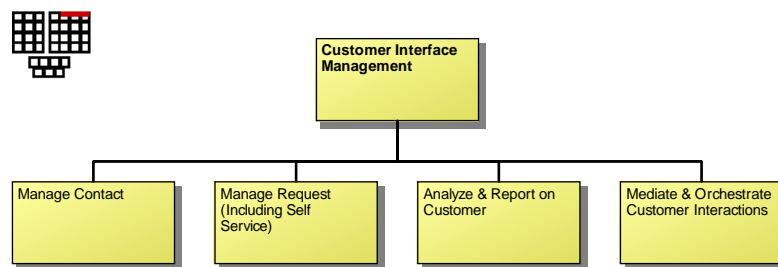 Customer Interface
Management
Manage Contact
Manage Request
(Including Self
Service)
Analyze & Report on
Customer
Mediate & Orchestrate
Customer Interactions